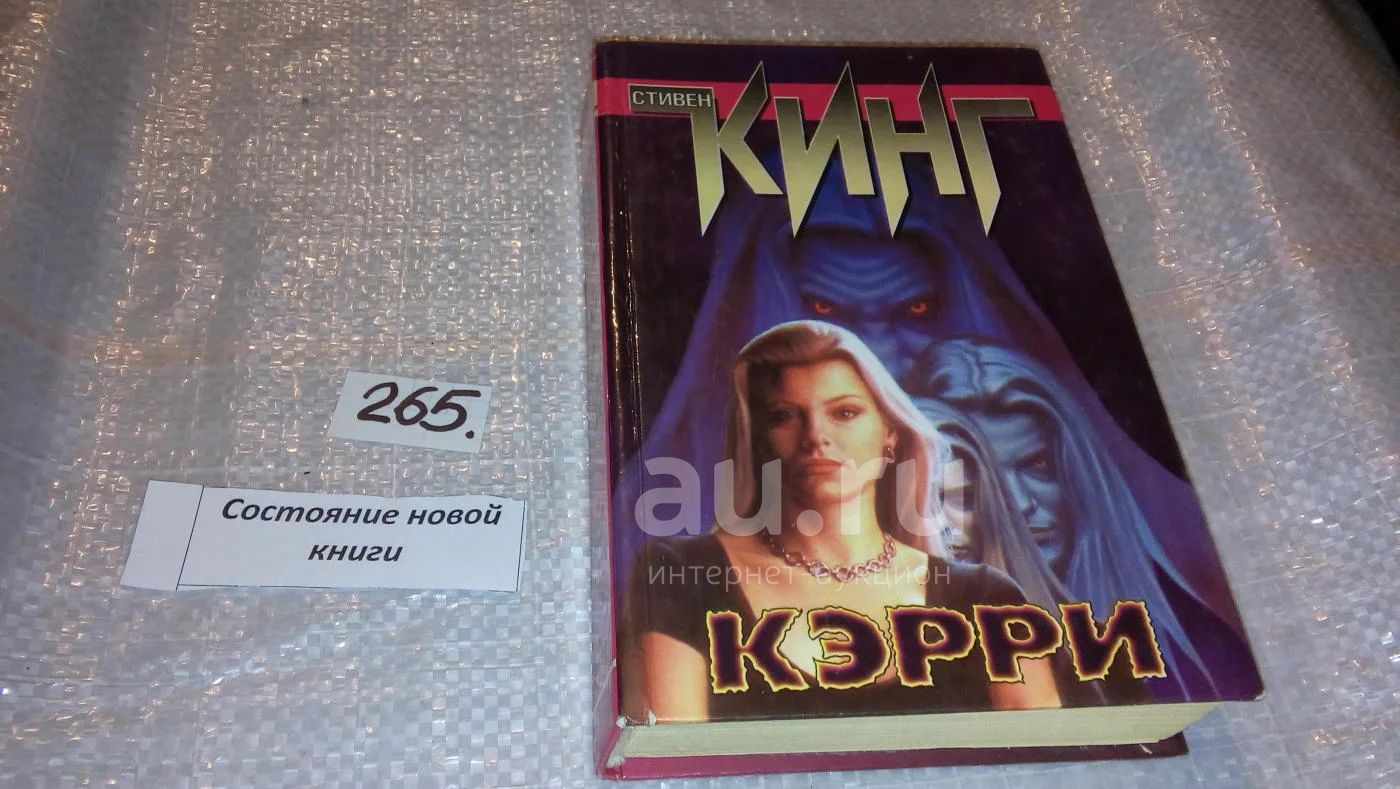 СТИВЕН
КИНГ
265.
Состояние новой
книги
au.ru
интернет-аукцион
КЭРРИ